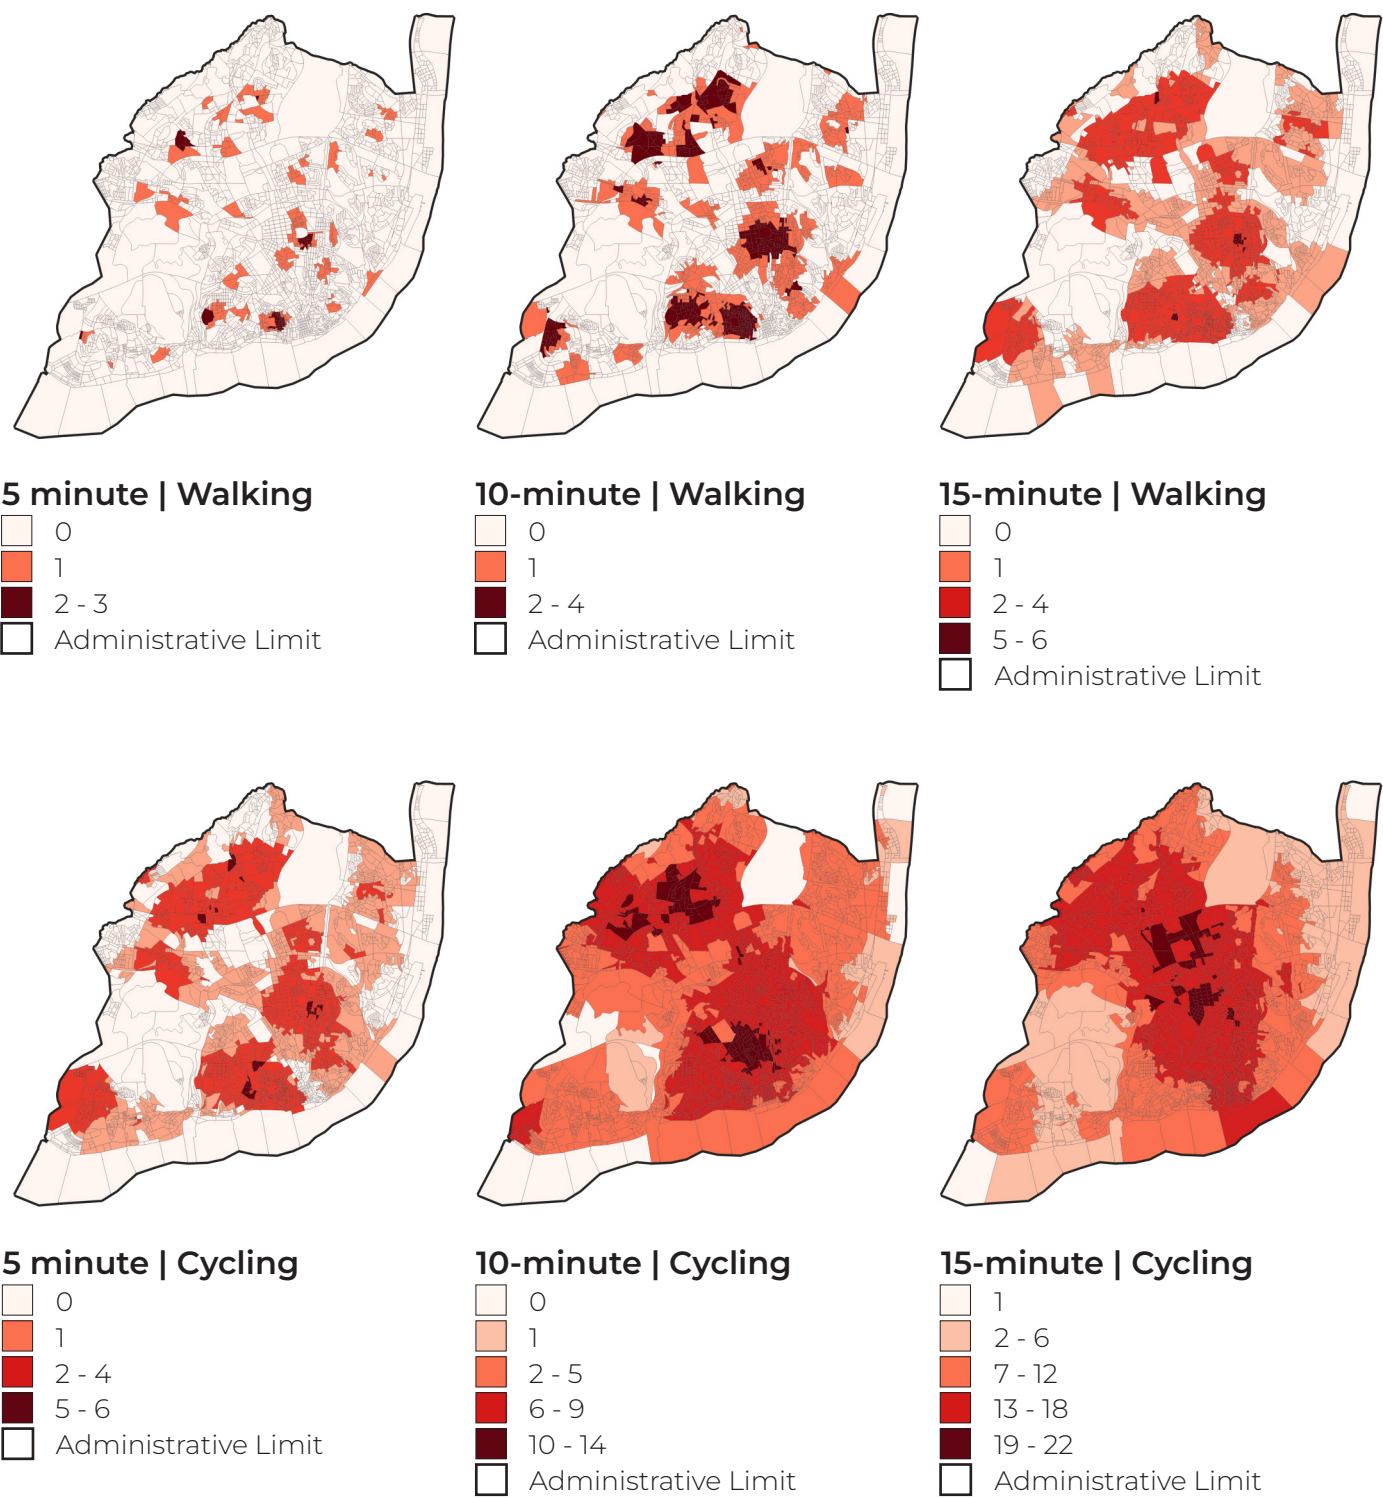 5 minute | Walking
0
1
2 - 3
Administrative Limit
10-minute | Walking
0
1
2 - 4
Administrative Limit
15-minute | Walking
0
1
2 - 4
5 - 6
Administrative Limit
5 minute | Cycling
0
1
2 - 4
5 - 6
Administrative Limit
10-minute | Cycling
0
1
2 - 5
6 - 9
10 - 14
Administrative Limit
15-minute | Cycling
1
2 - 6
7 - 12
13 - 18
19 - 22
Administrative Limit